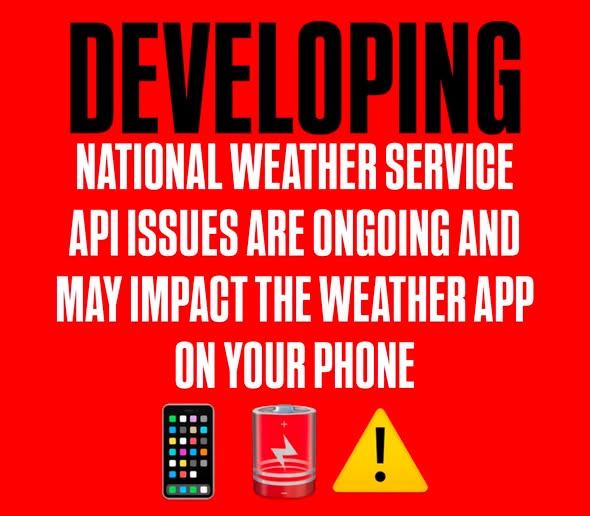 DEVELOPING
NATIONAL WEATHER SERVICE
API ISSUES ARE ONGOING AND
MAY IMPACT THE WEATHER APP
ON YOUR PHONE